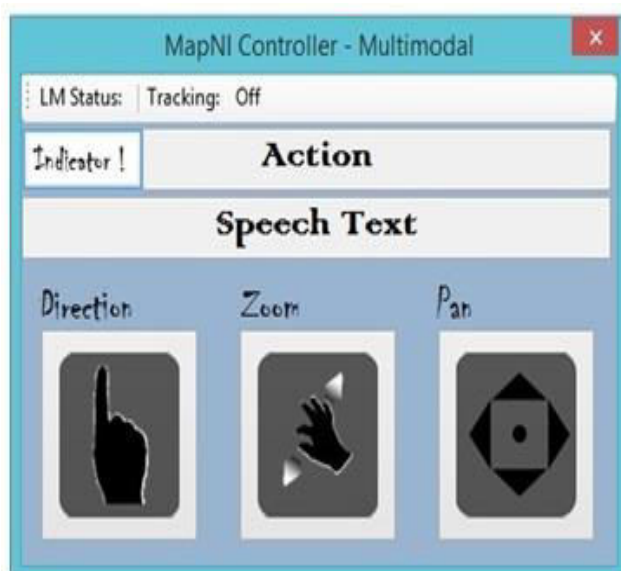 MapNI Controller - Multimodal x
LM Status: Tracking: Off
Indicator ! Action
Speech Text
Direction Zoom Pan